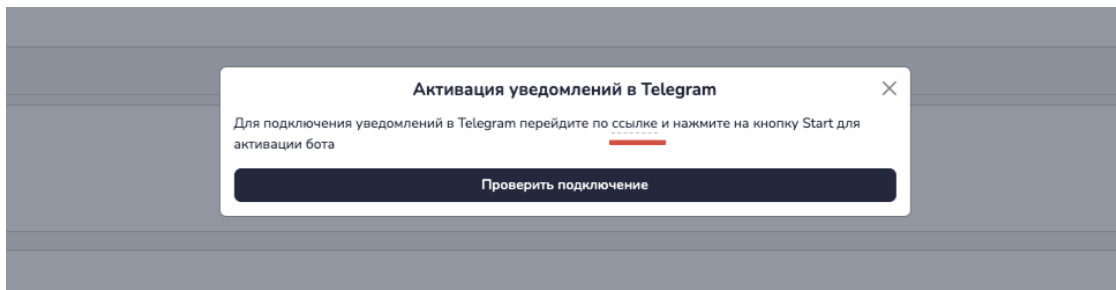 Активация уведомлений в Telegram
Для подключения уведомлений в Telegram перейдите по ссылке и нажмите на кнопку Start для
активации бота
Проверить подключение